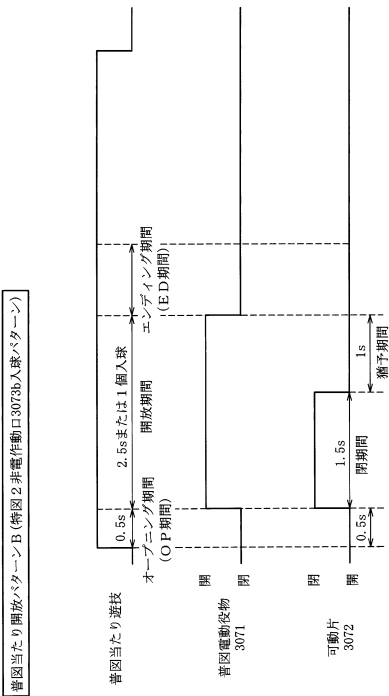 普図当たり開放パターンB(特図2非電作動口3073b入球パターン)
普図当たり遊技
0.5s
オープニング期間
(OP期間)
2.5sまたは1個入球
開放期間
エンディング期間
(ED期間)
普図電動役物
3071
開
閉
可動片
3072
閉
開
0.5s
1.5s
閉期間
1s
猶予期間